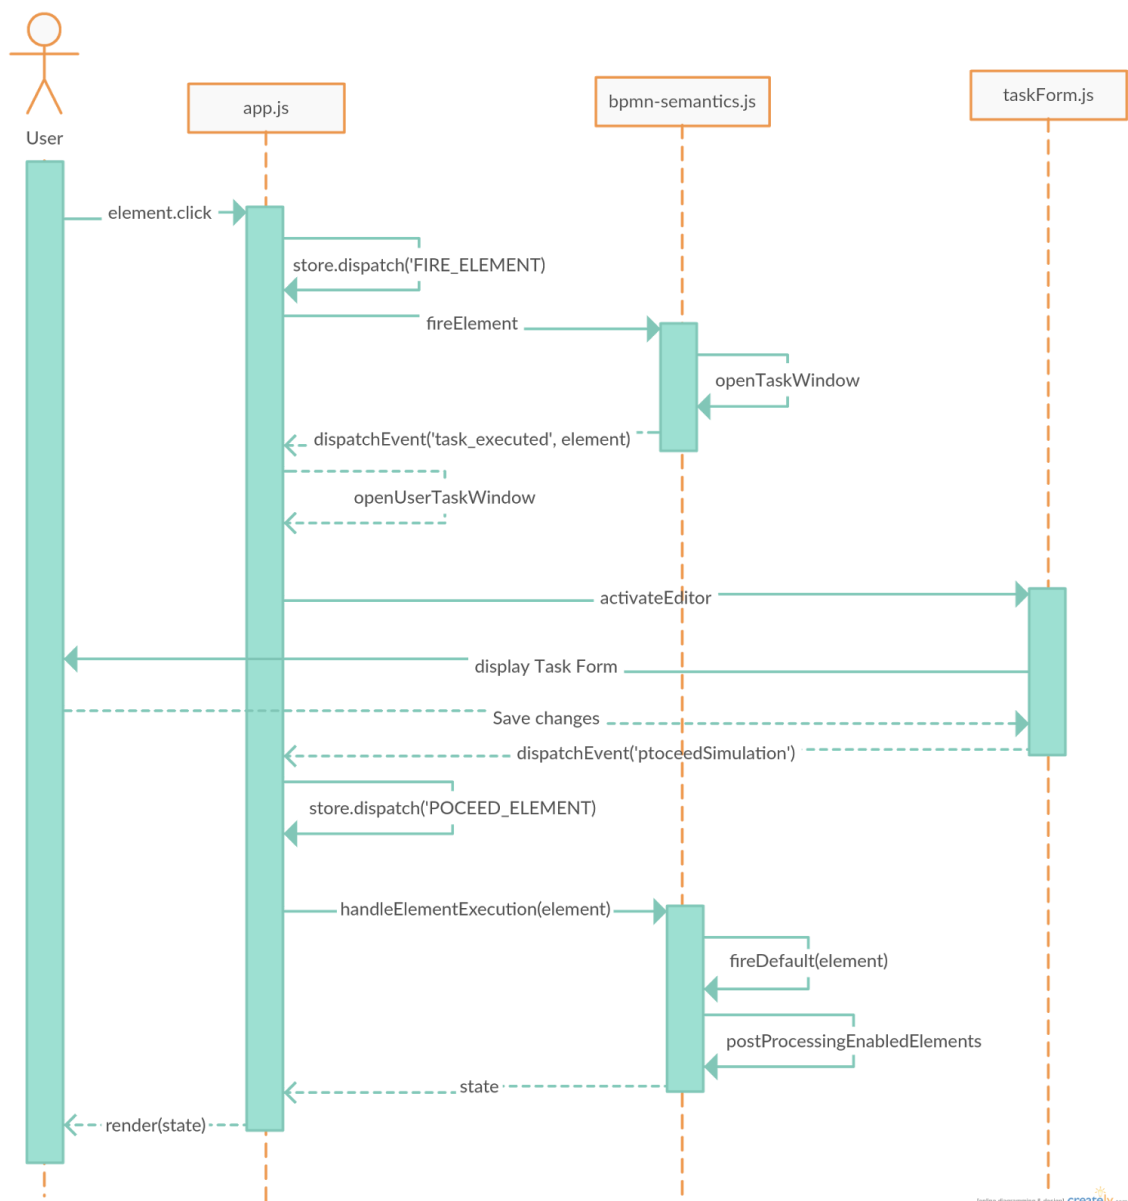 User
app.js
bpmn-semantics.js
taskForm.js
element.click
store.dispatch('FIRE_ELEMENT)
fireElement
openTaskWindow
dispatchEvent('task_executed', element)
openUserTaskWindow
activateEditor
display Task Form
Save changes
dispatchEvent('ptoceedSimulation')
store.dispatch('POCEED_ELEMENT)
handleElementExecution(element)
fireDefault(element)
postProcessingEnabledElements
state
render(state)
creately